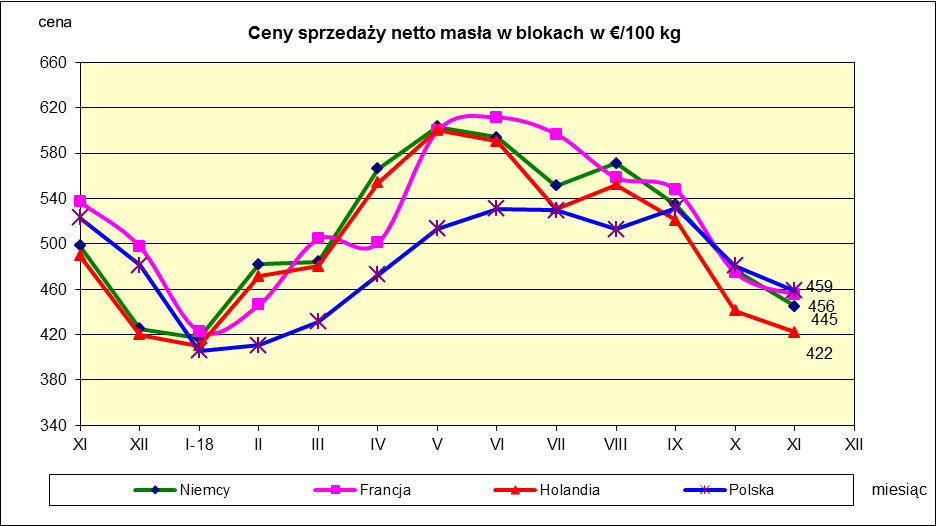 cena
Ceny sprzedaży netto masła w blokach w €/100 kg
660
620
580
540
500
460
420
380
340
459
456
445
422
XI XII I-18 II III IV V VI VII VIII IX X XI XII
Niemcy Francja Holandia Polska
miesiąc